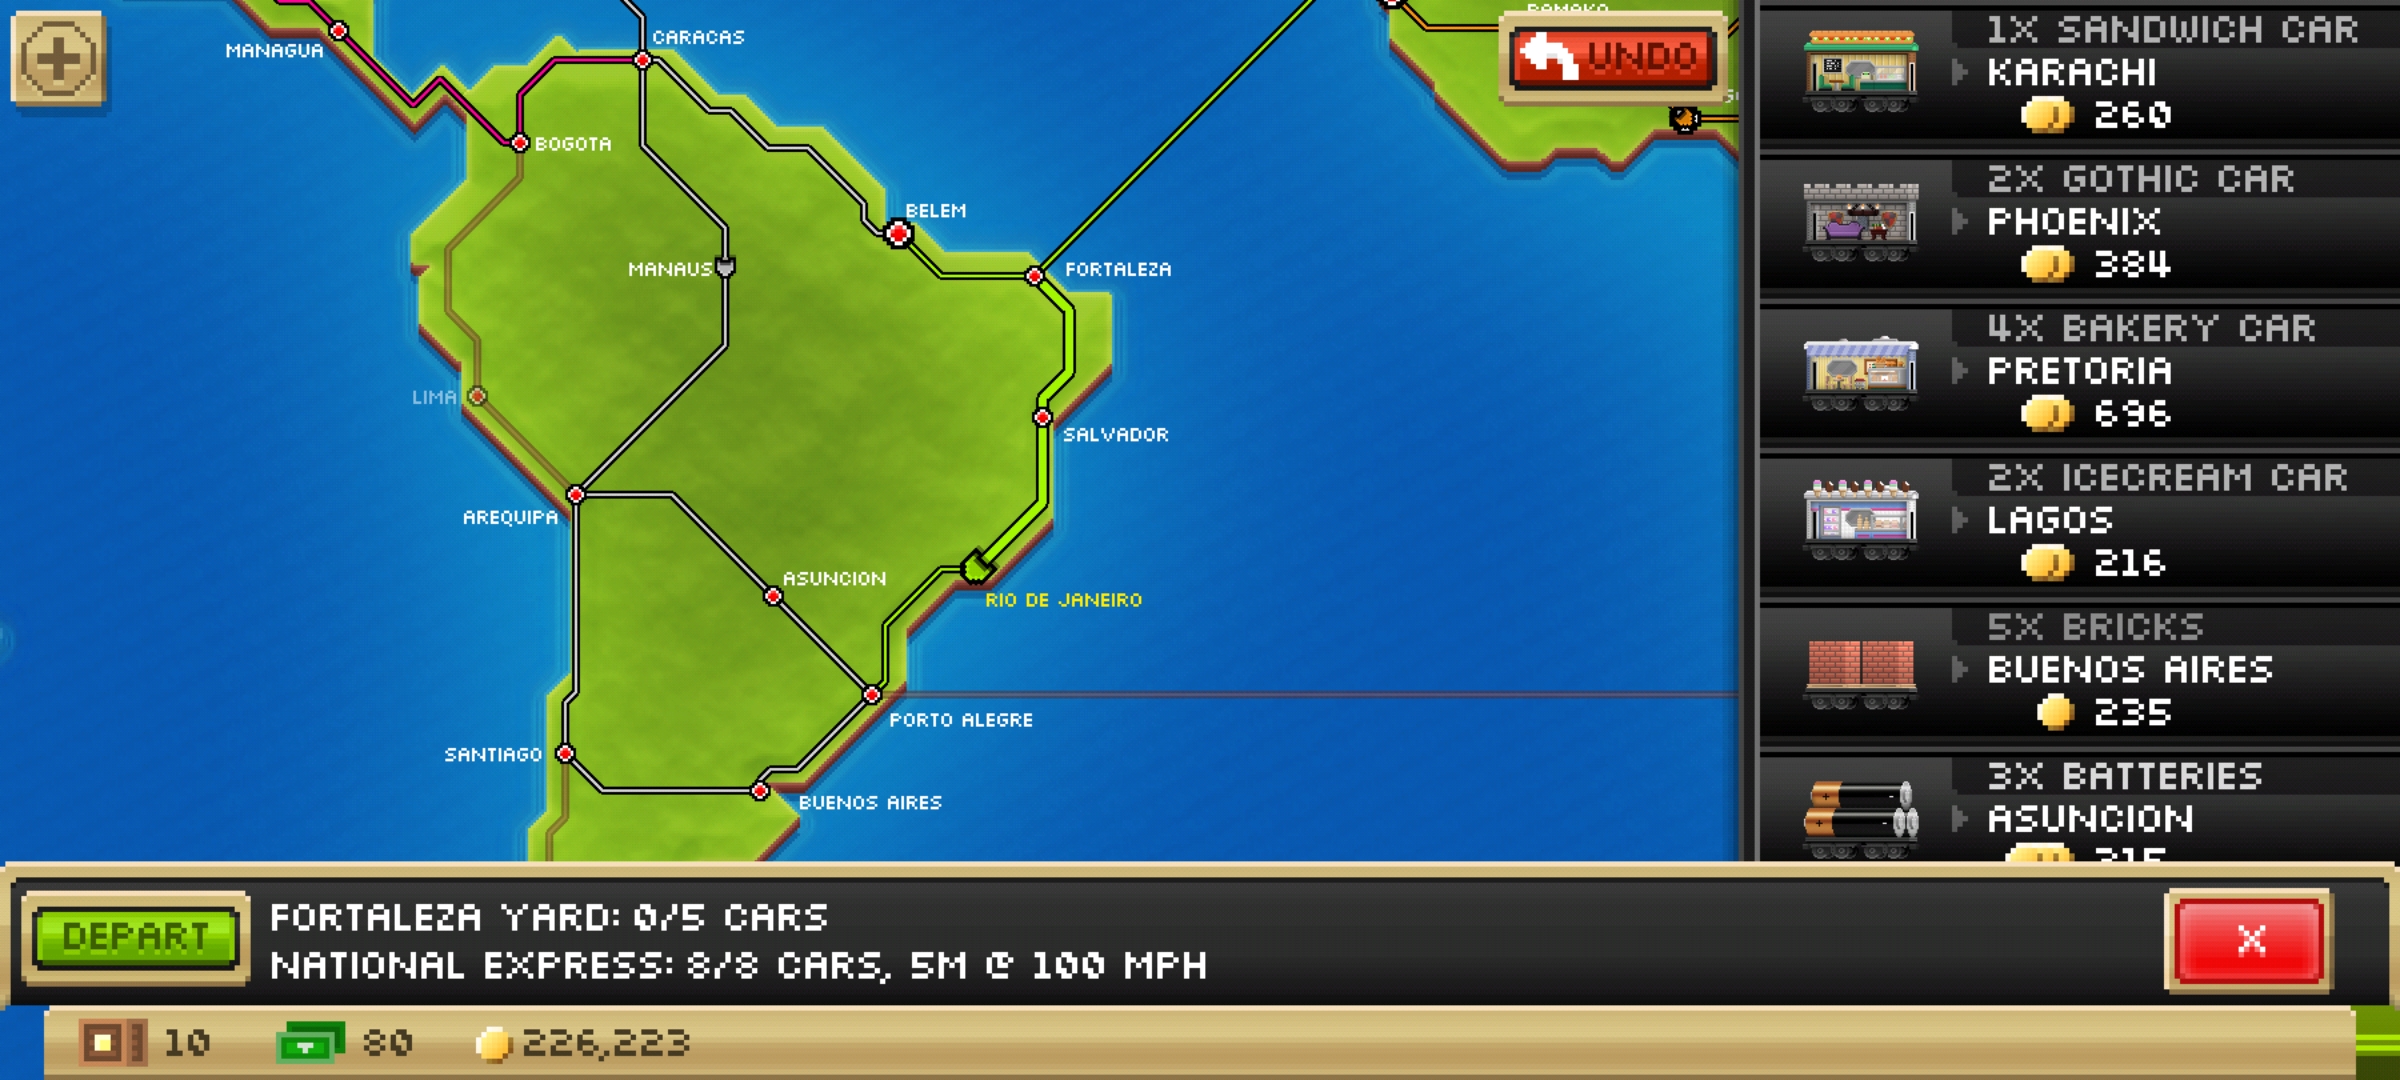 MANAGUA
CARACAS
BOGOTA
BELEM
MANAUS
FORTALEZA
LIMA
SALVADOR
AREQUIPA
ASUNCION
RIO DE JANEIRO
PORTO ALEGRE
SANTIAGO
BUENOS AIRES
BAMAKO
UNDO
1X SANDWICH CAR
KARACHI
260
2X GOTHIC CAR
PHOENIX
384
4X BAKERY CAR
PRETORIA
696
2X ICECREAM CAR
LAGOS
216
5X BRICKS
BUENOS AIRES
235
3X BATTERIES
ASUNCION
315
DEPART
FORTALEZA YARD: 0/5 CARS
NATIONAL EXPRESS: 8/8 CARS, 5M @ 100 MPH
X
10
80
226,223